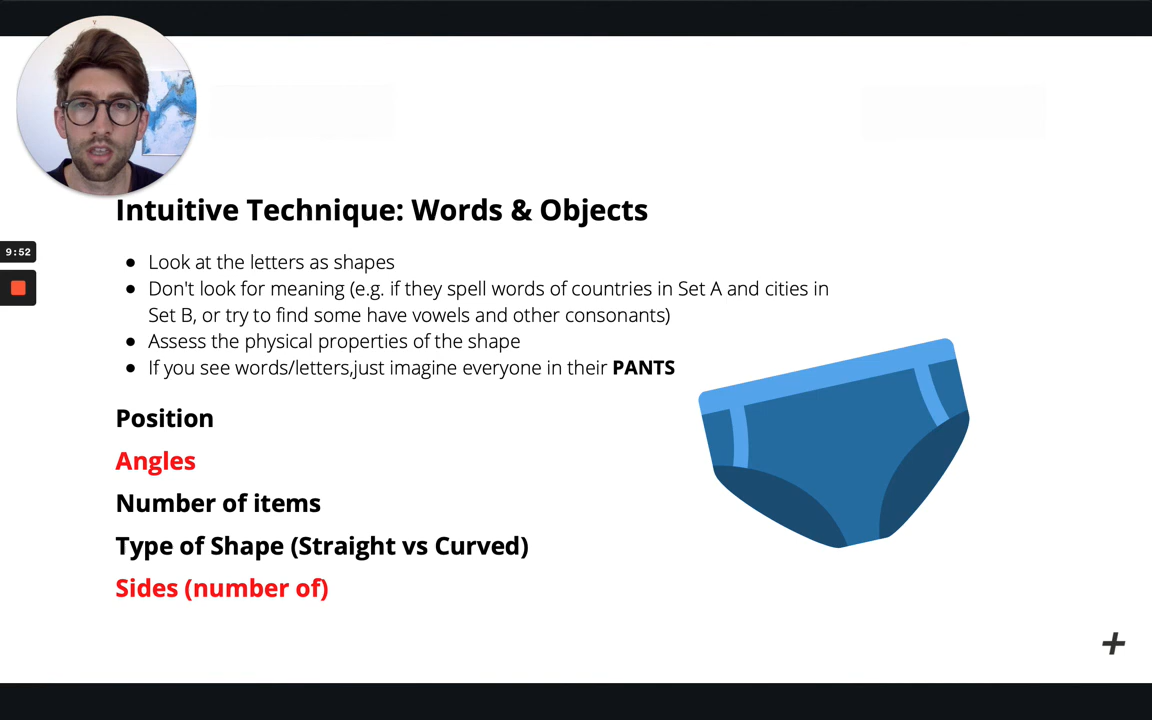 Intuitive Technique: Words & Objects
9:52
● Look at the letters as shapes
● Don't look for meaning (e.g. if they spell words of countries in Set A and cities in
Set B, or try to find some have vowels and other consonants)
● Assess the physical properties of the shape
● If you see words/letters,just imagine everyone in their PANTS
Position
Angles
Number of items
Type of Shape (Straight vs Curved)
Sides (number of)
+